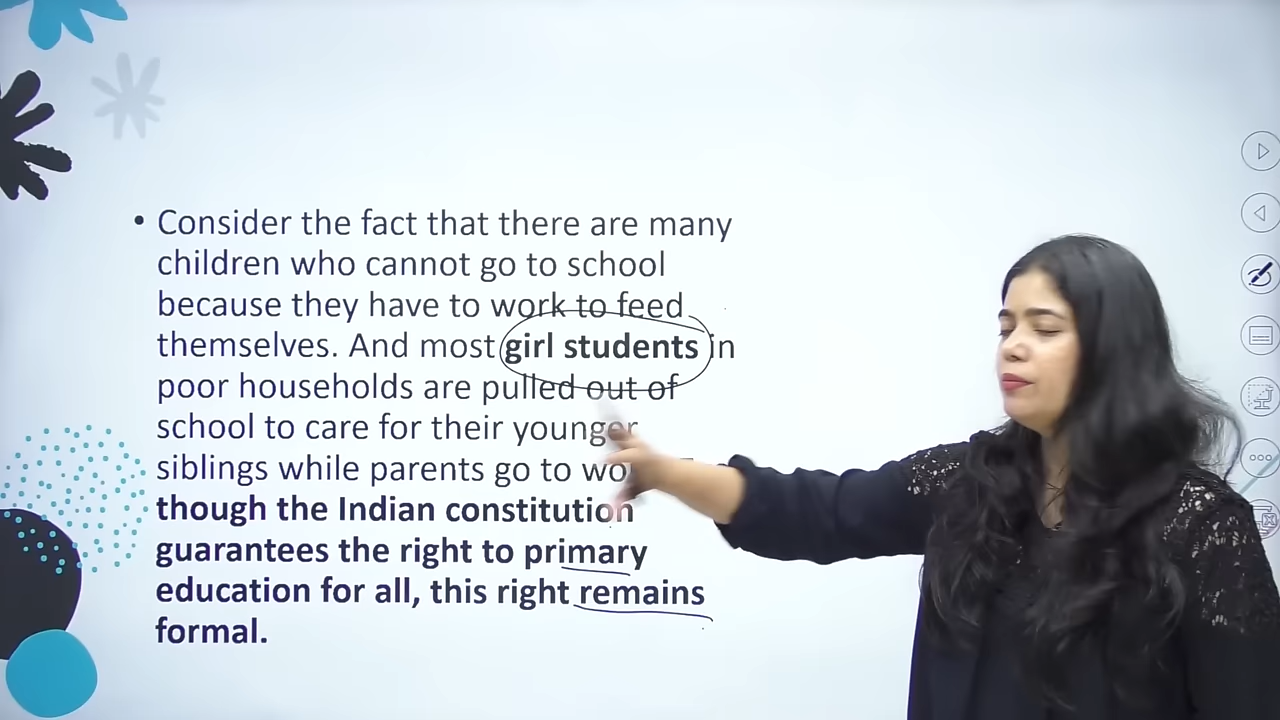 • Consider the fact that there are many
children who cannot go to school
because they have to work to feed
themselves. And most girl students in
poor households are pulled out of
school to care for their younger
siblings while parents go to
though the Indian constitution
guarantees the right to primary
education for all, this right remains
formal.